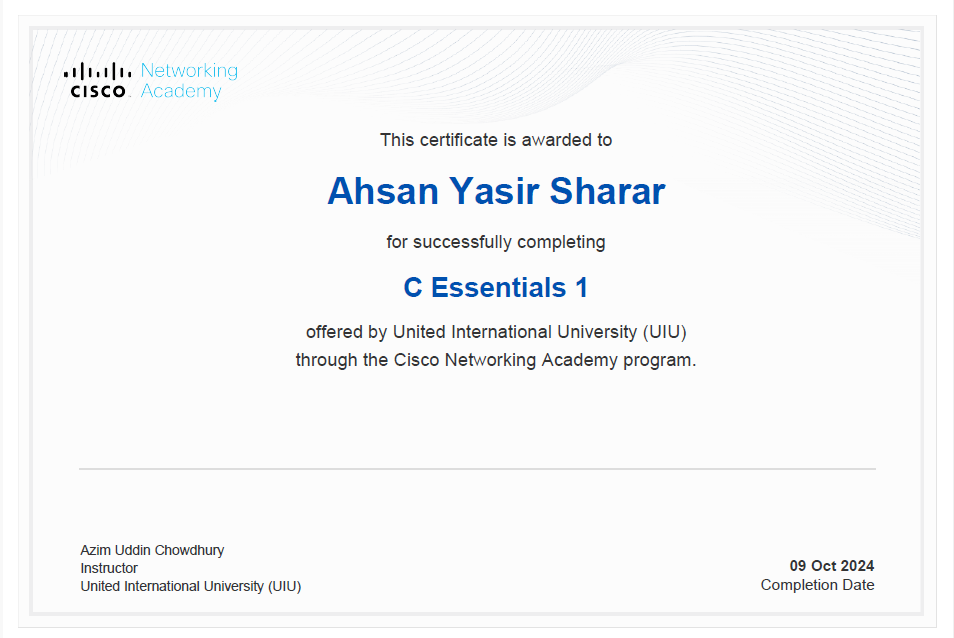 Networking
CISCO Academy
This certificate is awarded to
Ahsan Yasir Sharar
for successfully completing
C Essentials 1
offered by United International University (UIU)
through the Cisco Networking Academy program.
Azim Uddin Chowdhury
Instructor
United International University (UIU)
09 Oct 2024
Completion Date